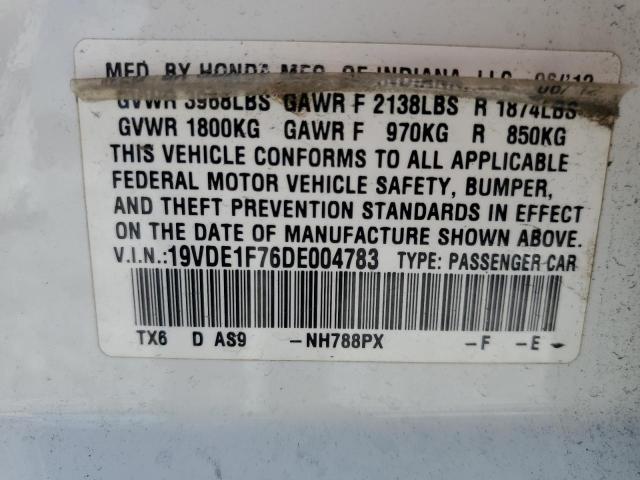 MFD. BY HONDA MFG. OF INDIANA, LLC 06/'12
GVWR 3968LBS GAWR F 2138LBS R 1874LBS
GVWR 1800KG GAWR F 970KG R 850KG
THIS VEHICLE CONFORMS TO ALL APPLICABLE
FEDERAL MOTOR VEHICLE SAFETY, BUMPER,
AND THEFT PREVENTION STANDARDS IN EFFECT
ON THE DATE OF MANUFACTURE SHOWN ABOVE.
V.I.N.:19VDE1F76DE004783 TYPE: PASSENGER CAR
TX6 D AS9 -NH788PX -F -E-